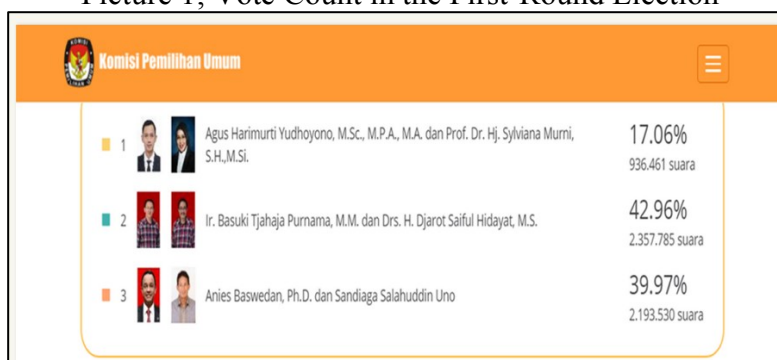 Picture 1, Vote Count in the First-Round Election
Komisi Pemilihan Umum
1 Agus Harimurti Yudhoyono, M.Sc., M.P.A., M.A. dan Prof. Dr. Hj. Sylviana Murni, 17.06%
S.H.,M.Si. 936.461 suara
2 Ir. Basuki Tjahaja Purnama, M.M. dan Drs. H. Djarot Saiful Hidayat, M.S. 42.96%
2.357.785 suara
3 Anies Baswedan, Ph.D. dan Sandiaga Salahuddin Uno 39.97%
2.193.530 suara